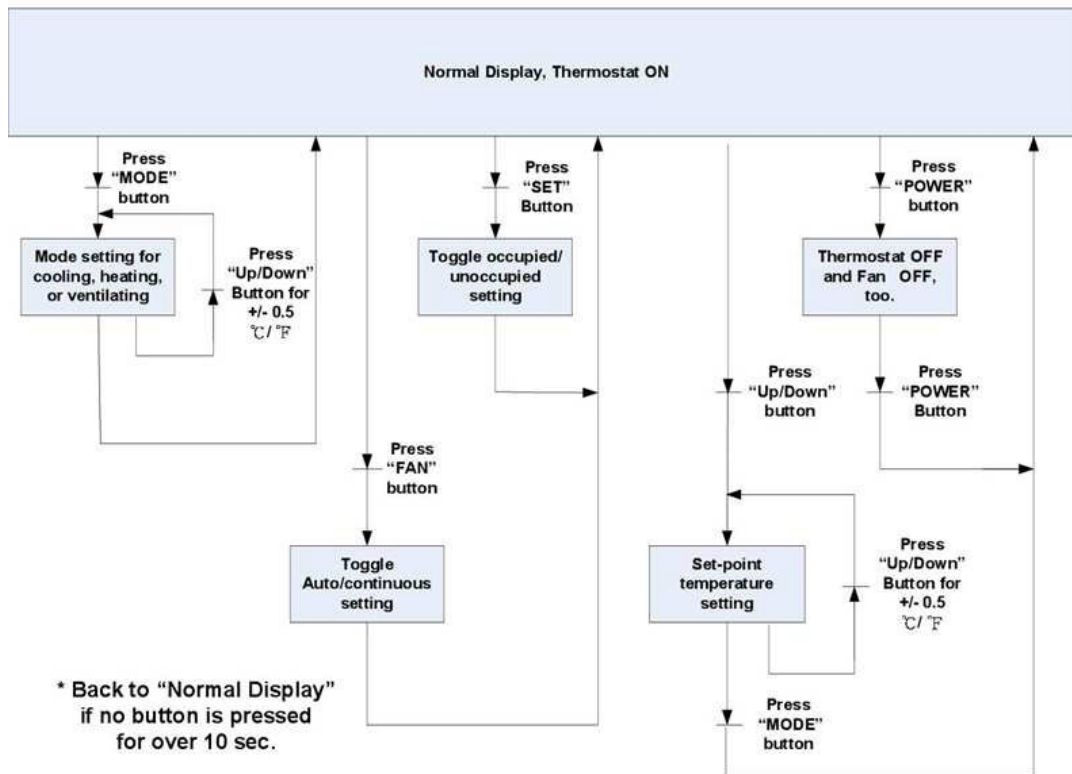 Normal Display, Thermostat ON
Press
“MODE”
button
Mode setting for
cooling, heating,
or ventilating
Press
“Up/Down”
Button for
+/- 0.5
℃/℉
Press
“FAN”
button
Toggle
Auto/continuous
setting
Press
“SET”
Button
Toggle occupied/
unoccupied
setting
Press
“Up/Down”
button
Set-point
temperature
setting
Press
“Up/Down”
Button for
+/- 0.5
℃/℉
Press
“MODE”
button
Press
“POWER”
button
Thermostat OFF
and Fan OFF,
too.
Press
“POWER”
Button
* Back to “Normal Display”
if no button is pressed
for over 10 sec.